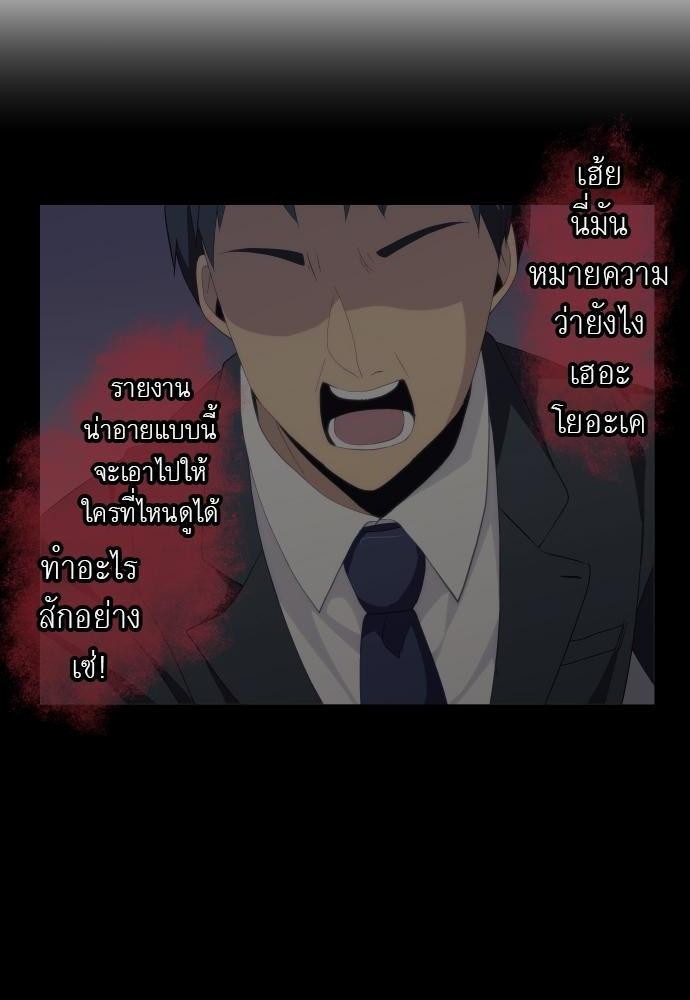 เฮ้ย
นี่มัน
หมายความ
ว่ายังไง
เฮอะ
โยอะเค
รายงาน
น่าอายแบบนี้
จะเอาไปให้
ใครที่ไหนดูได้
ทำอะไร
สักอย่าง
เซ่!